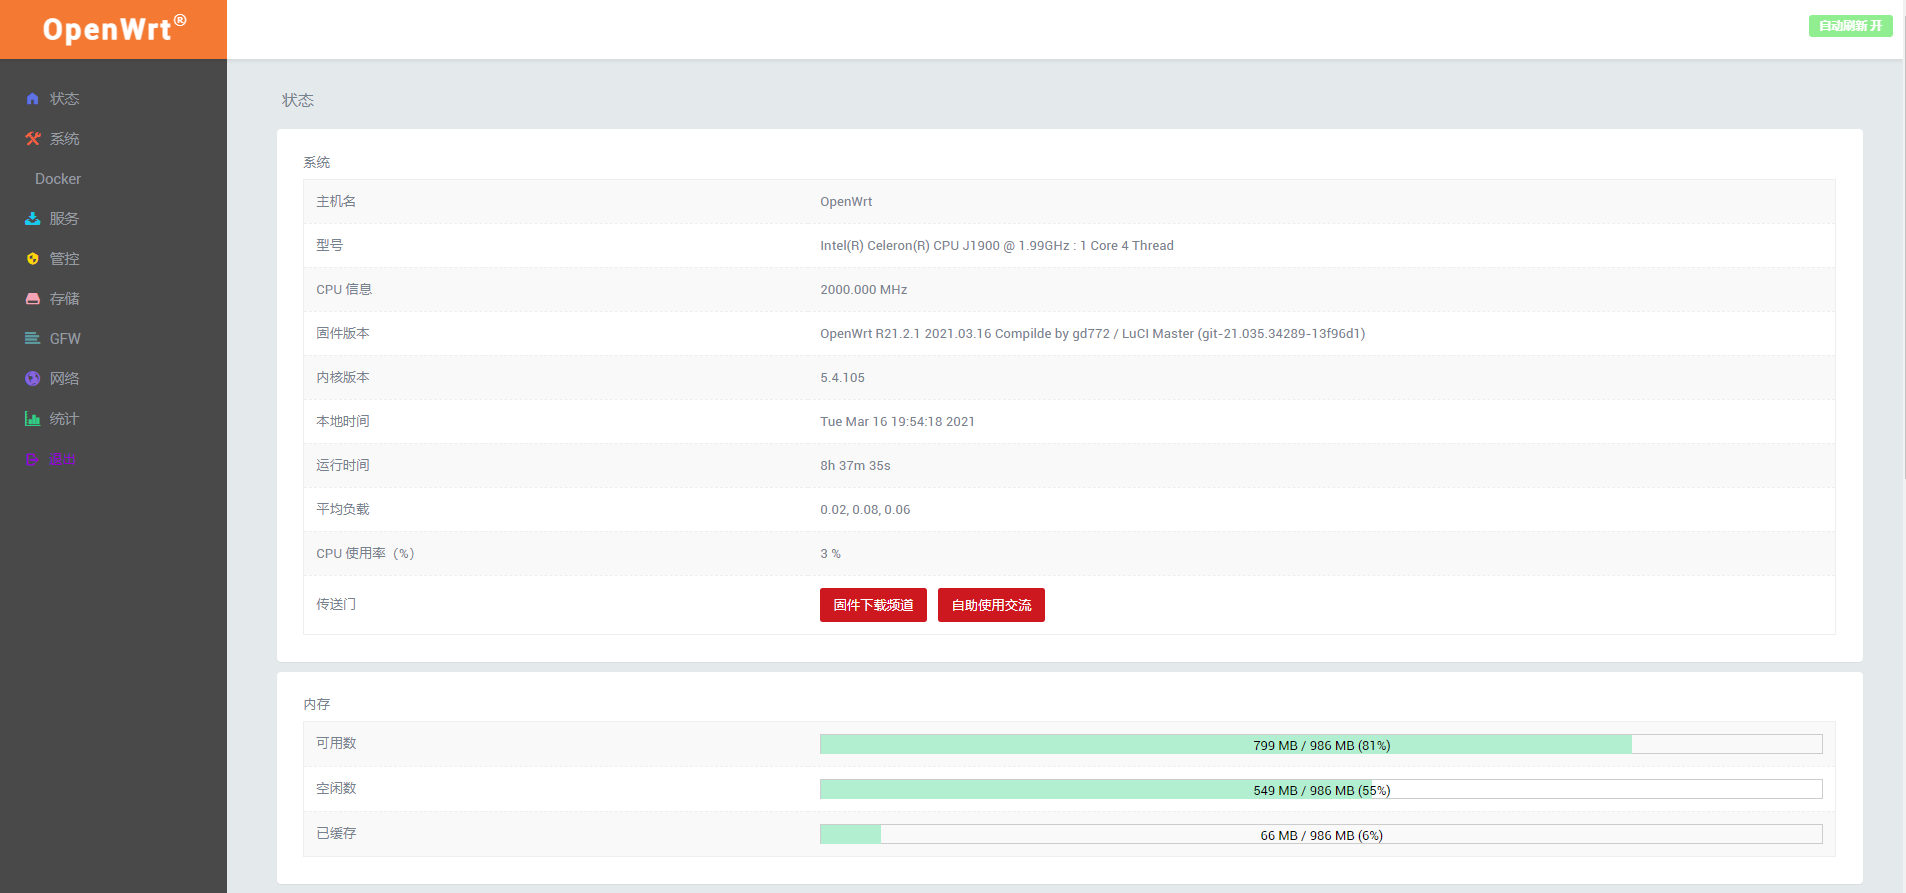 OpenWrt®
自动刷新 开
状态
系统
Docker
服务
管控
存储
GFW
网络
统计
退出
状态
系统
主机名 OpenWrt
型号 Intel(R) Celeron(R) CPU J1900 @ 1.99GHz : 1 Core 4 Thread
CPU 信息 2000.000 MHz
固件版本 OpenWrt R21.2.1 2021.03.16 Compilde by gd772 / LuCI Master (git-21.035.34289-13f96d1)
内核版本 5.4.105
本地时间 Tue Mar 16 19:54:18 2021
运行时间 8h 37m 35s
平均负载 0.02, 0.08, 0.06
CPU 使用率（%） 3 %
传送门 固件下载频道 自助使用交流
内存
可用数 799 MB / 986 MB (81%)
空闲数 549 MB / 986 MB (55%)
已缓存 66 MB / 986 MB (6%)